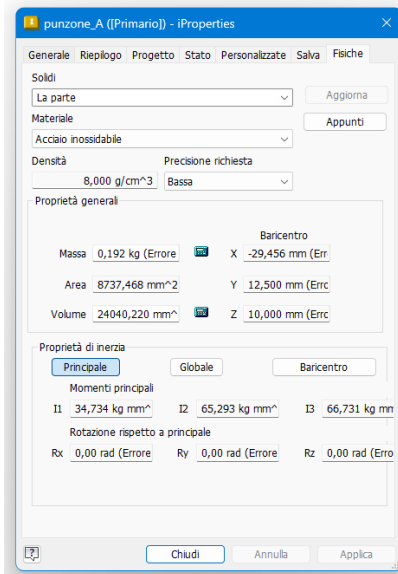 punzone_A ([Primario]) - iProperties
Generale Riepilogo Progetto Stato Personalizzate Salva Fisiche
Solidi
La parte Aggiorna
Materiale Appunti
Acciaio inossidabile
Densità Precisione richiesta
8,000 g/cm^3 Bassa
Proprietà generali
Baricentro
Massa 0,192 kg (Errore X -29,456 mm (Err
Area 8737,468 mm^2 Y 12,500 mm (Errc
Volume 24040,220 mm^ Z 10,000 mm (Errc
Proprietà di inerzia
Principale Globale Baricentro
Momenti principali
I1 34,734 kg mm^ I2 65,293 kg mm^ I3 66,731 kg mm
Rotazione rispetto a principale
Rx 0,00 rad (Errore Ry 0,00 rad (Errore Rz 0,00 rad (Erro
? Chiudi Annulla Applica